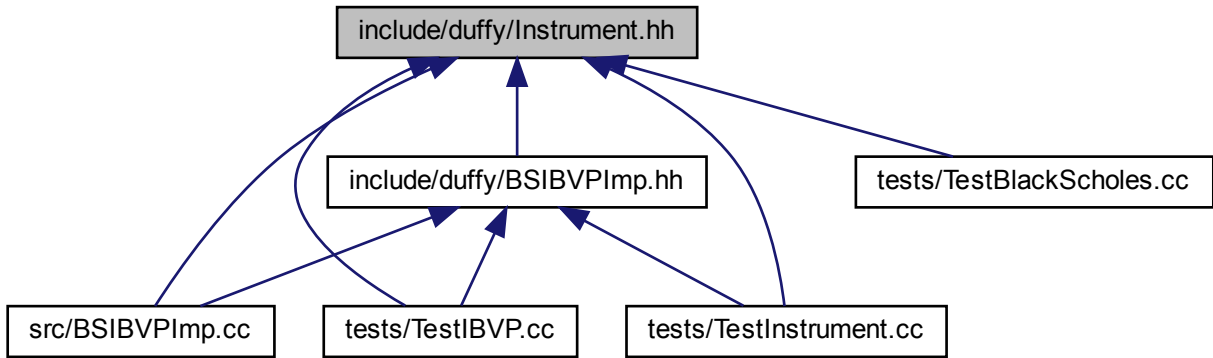 include/duffy/Instrument.hh
include/duffy/BSIBVPImp.hh
tests/TestBlackScholes.cc
src/BSIBVPImp.cc
tests/TestIBVP.cc
tests/TestInstrument.cc